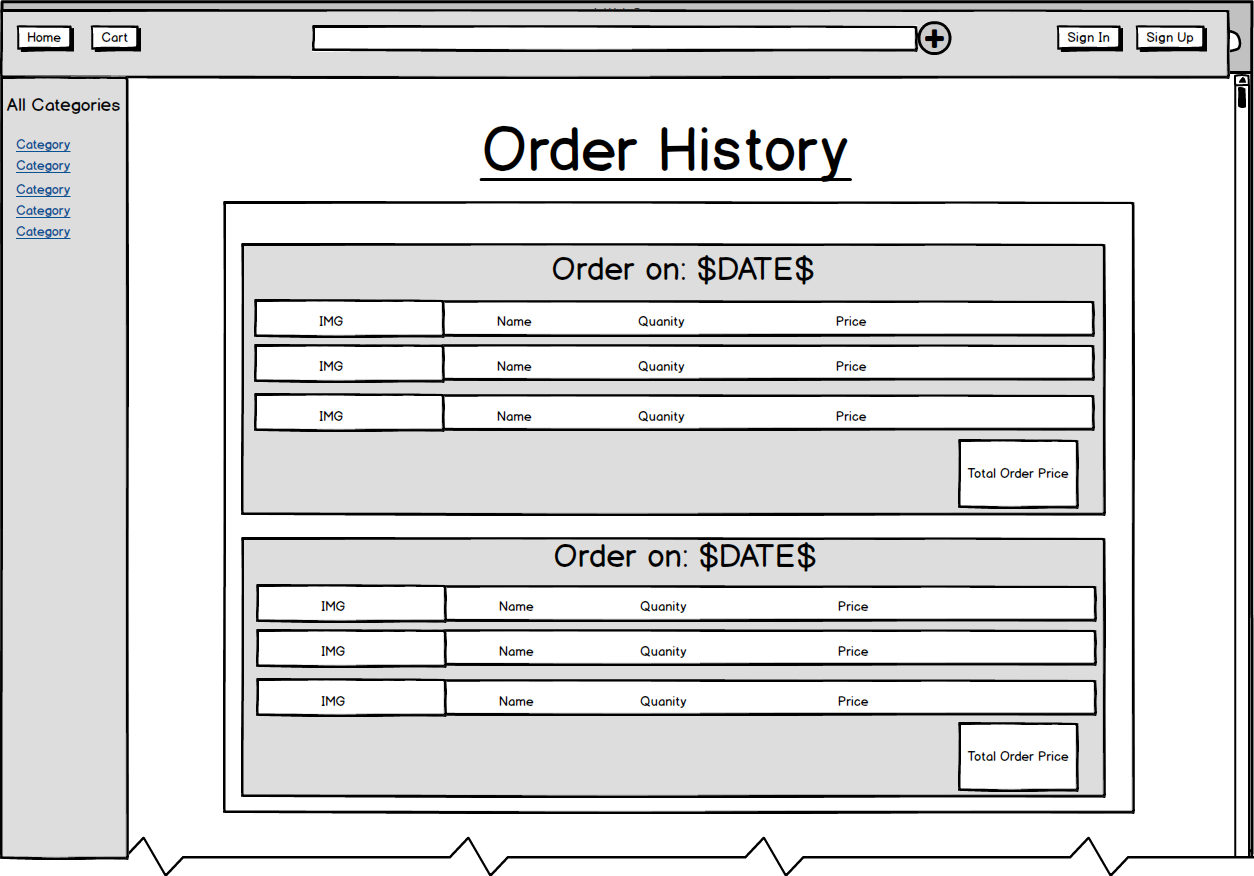 Home Cart Sign In Sign Up
All Categories
Category
Category
Category
Category
Category
Order History
Order on: $DATE$
IMG Name Quanity Price
IMG Name Quanity Price
IMG Name Quanity Price
Total Order Price
Order on: $DATE$
IMG Name Quanity Price
IMG Name Quanity Price
IMG Name Quanity Price
Total Order Price